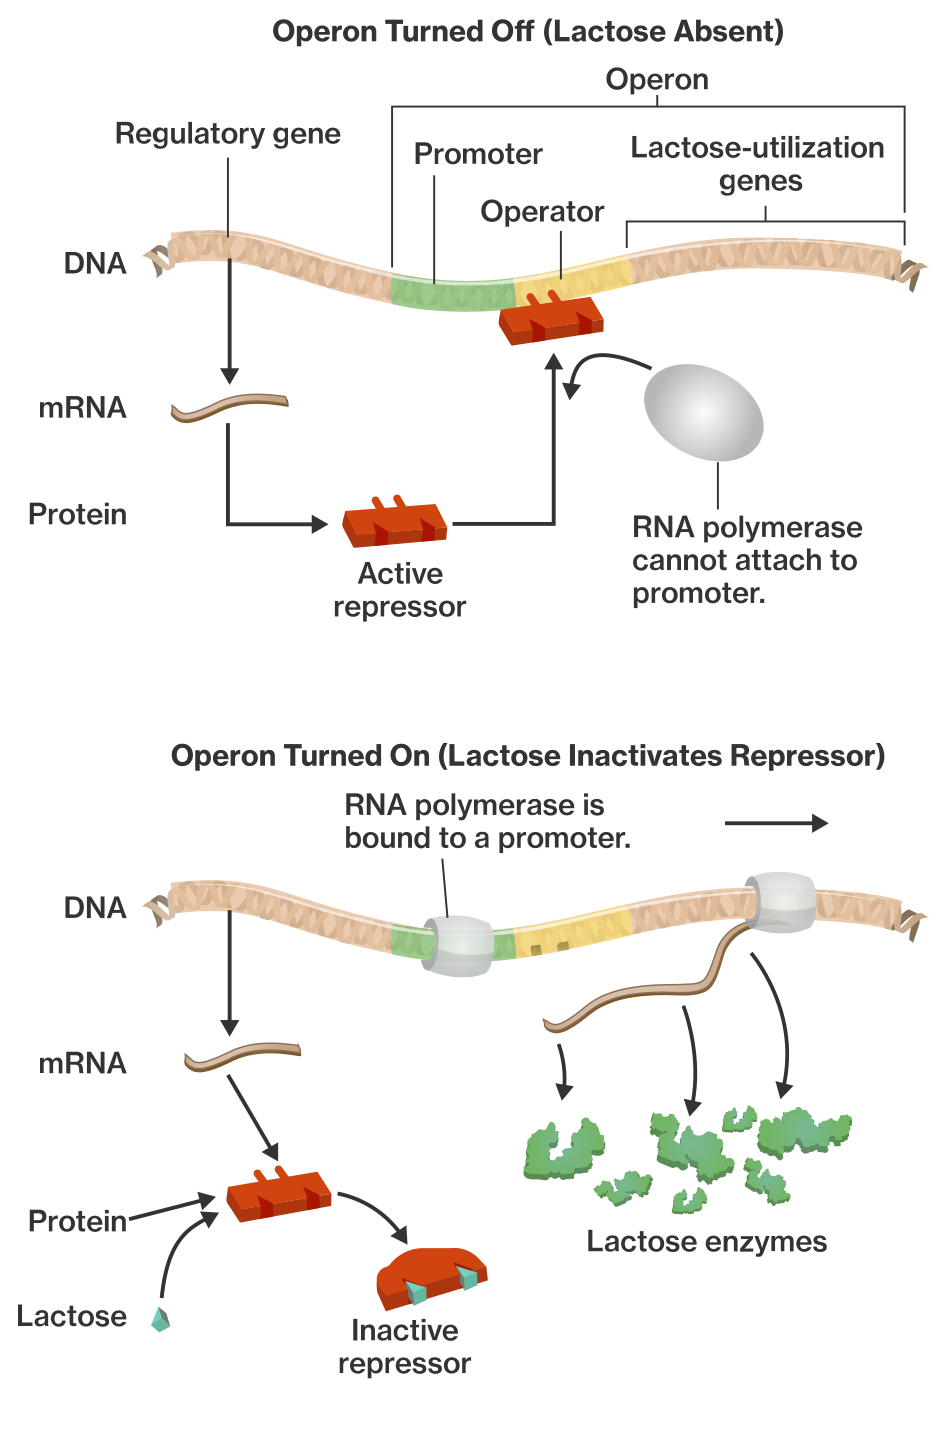 Operon Turned Off (Lactose Absent)
Operon
Regulatory gene
Promoter
Lactose-utilization
genes
Operator
DNA
mRNA
Protein
Active
repressor
RNA polymerase
cannot attach to
promoter.
Operon Turned On (Lactose Inactivates Repressor)
RNA polymerase is
bound to a promoter.
DNA
mRNA
Protein
Lactose enzymes
Lactose
Inactive
repressor